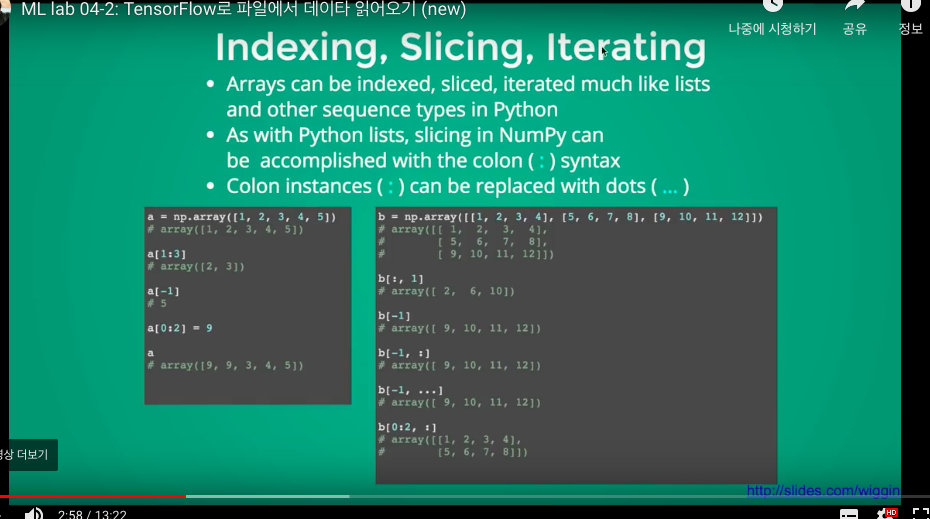 ML lab 04-2: TensorFlow로 파일에서 데이타 읽어오기 (new)
나중에 시청하기 공유 정보
Indexing, Slicing, Iterating
• Arrays can be indexed, sliced, iterated much like lists
and other sequence types in Python
• As with Python lists, slicing in NumPy can
be accomplished with the colon ( : ) syntax
• Colon instances ( : ) can be replaced with dots ( ... )
a = np.array([1, 2, 3, 4, 5])
# array([1, 2, 3, 4, 5])
a[1:3]
# array([2, 3])
a[-1]
# 5
a[0:2] = 9
a
# array([9, 9, 3, 4, 5])
b = np.array([[1, 2, 3, 4], [5, 6, 7, 8], [9, 10, 11, 12]])
# array([[ 1, 2, 3, 4],
# [ 5, 6, 7, 8],
# [ 9, 10, 11, 12]])
b[:, 1]
# array([ 2, 6, 10])
b[-1]
# array([ 9, 10, 11, 12])
b[-1, :]
# array([ 9, 10, 11, 12])
b[-1, ...]
# array([ 9, 10, 11, 12])
b[0:2, :]
# array([[1, 2, 3, 4],
# [5, 6, 7, 8]])
영상 더보기
http://slides.com/wiggin
2:58 / 13:22
HD